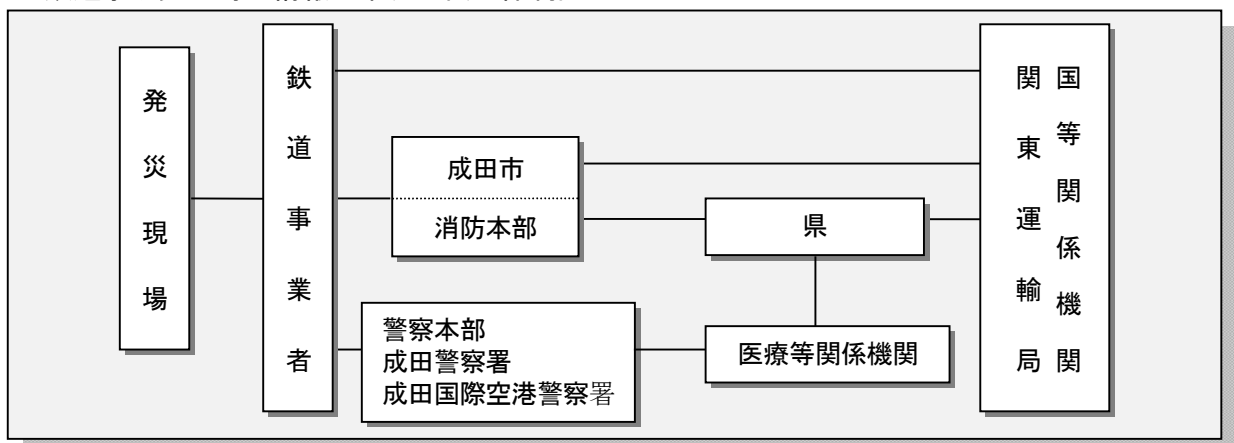 発災現場
鉄道事業者
成田市
消防本部
警察本部
成田警察署
成田国際空港警察署
県
医療等関係機関
国等関係機関
関東運輸局